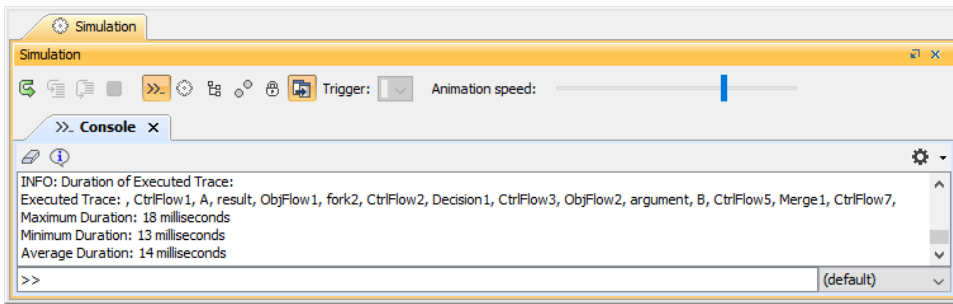 Simulation
Simulation
Trigger: Animation speed:
>>_ Console X
INFO: Duration of Executed Trace:
Executed Trace: , CtrlFlow1, A, result, ObjFlow1, fork2, CtrlFlow2, Decision1, CtrlFlow3, ObjFlow2, argument, B, CtrlFlow5, Merge1, CtrlFlow7,
Maximum Duration: 18 milliseconds
Minimum Duration: 13 milliseconds
Average Duration: 14 milliseconds
>> (default)